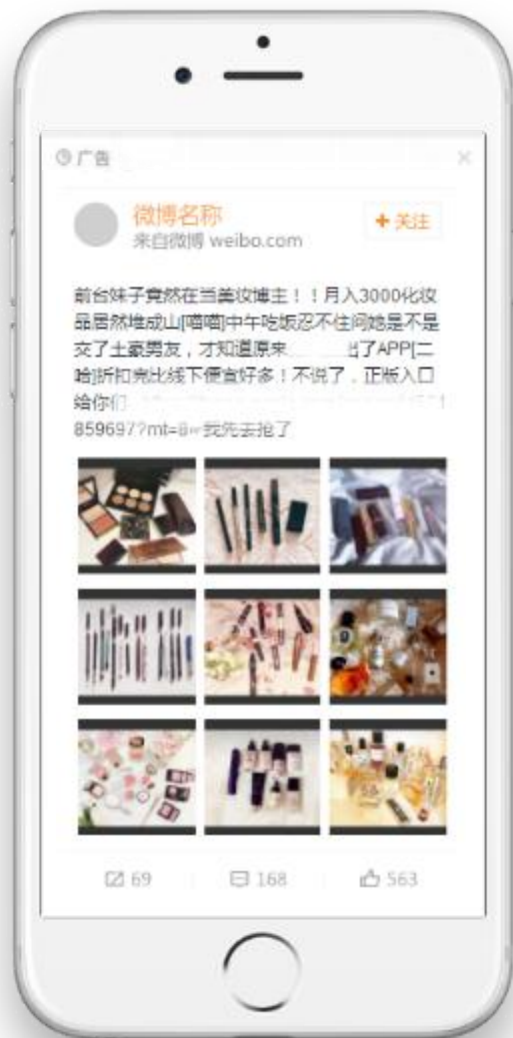 广告
微博名称
来自微博 weibo.com
+ 关注
前台妹子竟然在当美妆博主！！月入3000化妆
品居然堆成山[喵喵]中午吃饭忍不住问她是不是
交了土豪男友，才知道原来 出了APP[二
哈]折扣完比线下便宜好多！不说了，正版入口
给你们
859697?mt=8 我先去抢了
69
168
563